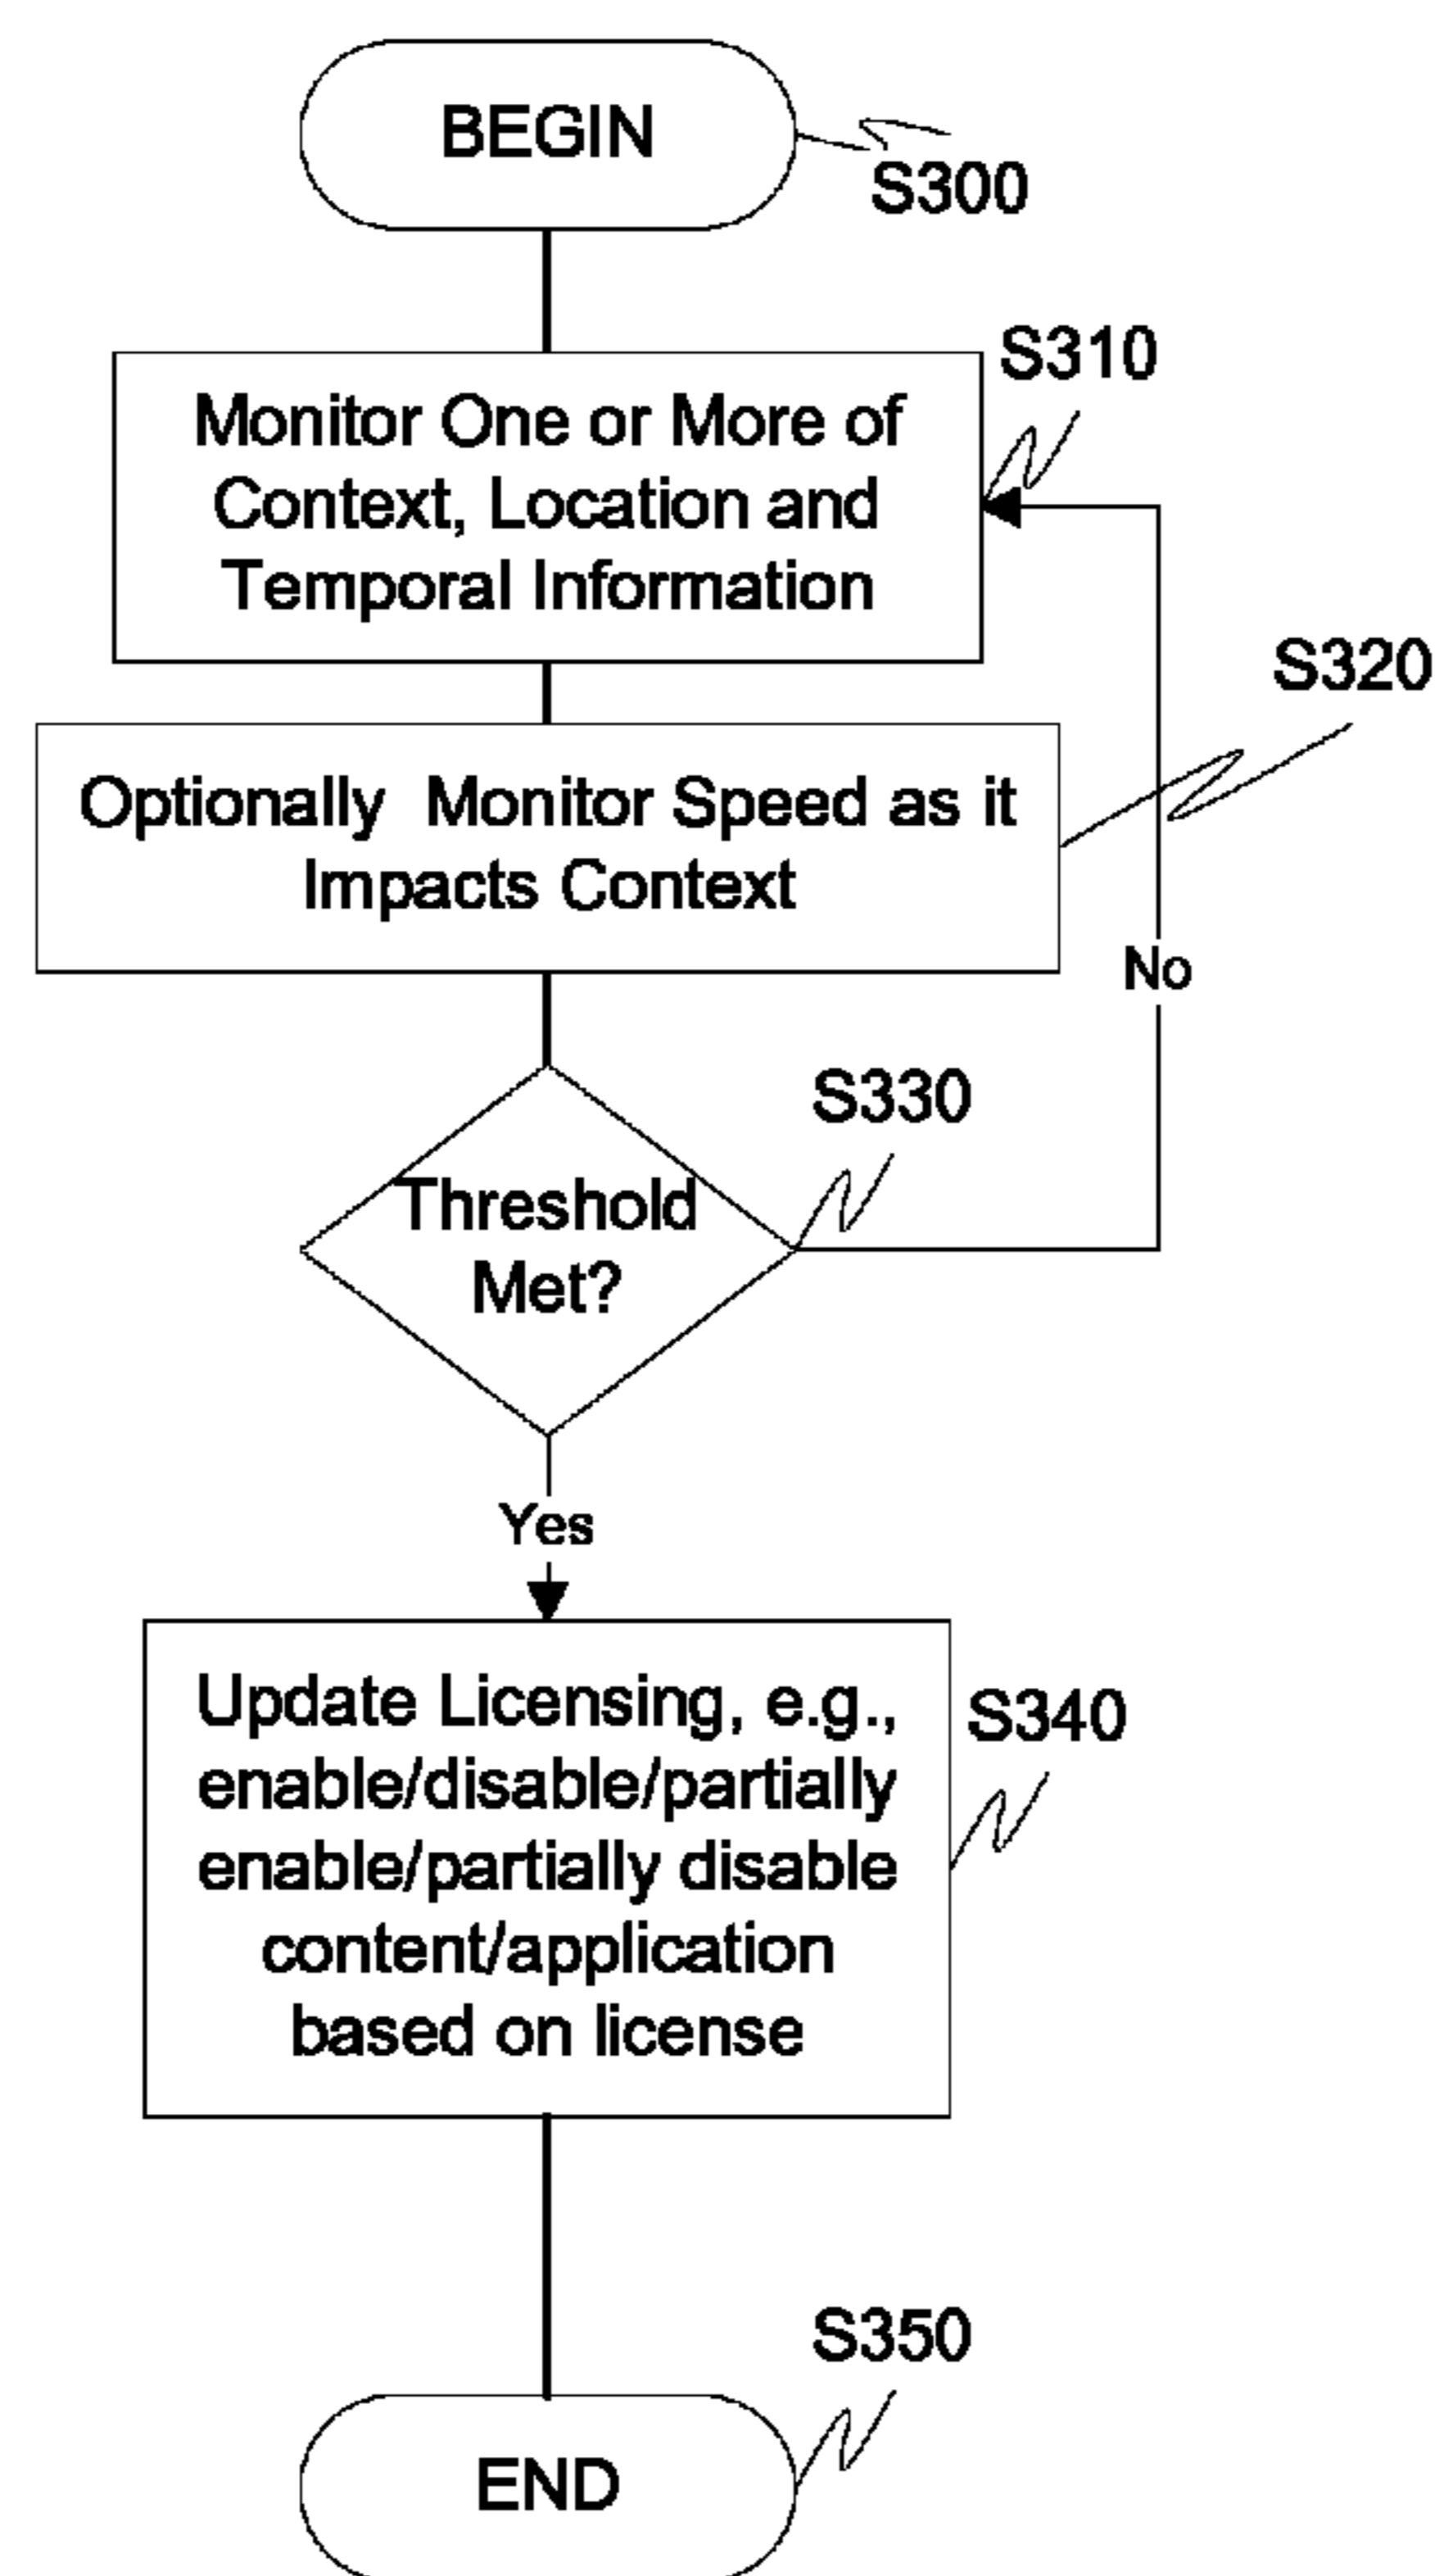 BEGIN
S300
S310
Monitor One or More of
Context, Location and
Temporal Information
S320
Optionally Monitor Speed as it
Impacts Context
No
S330
Threshold
Met?
Yes
Update Licensing, e.g.,
enable/disable/partially
enable/partially disable
content/application
based on license
S340
S350
END